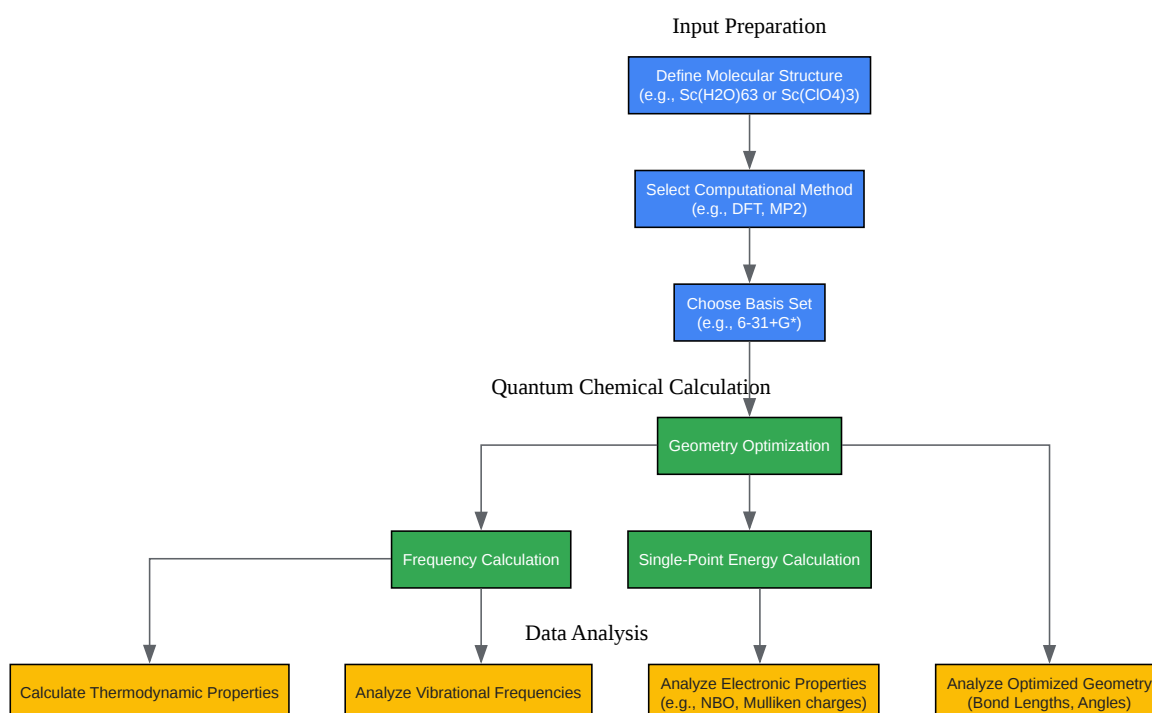 Input Preparation
Define Molecular Structure
(e.g., Sc(H2O)63 or Sc(ClO4)3)
Select Computational Method
(e.g., DFT, MP2)
Choose Basis Set
(e.g., 6-31+G*)
Quantum Chemical Calculation
Geometry Optimization
Frequency Calculation
Single-Point Energy Calculation
Data Analysis
Calculate Thermodynamic Properties
Analyze Vibrational Frequencies
Analyze Electronic Properties
(e.g., NBO, Mulliken charges)
Analyze Optimized Geometry
(Bond Lengths, Angles)